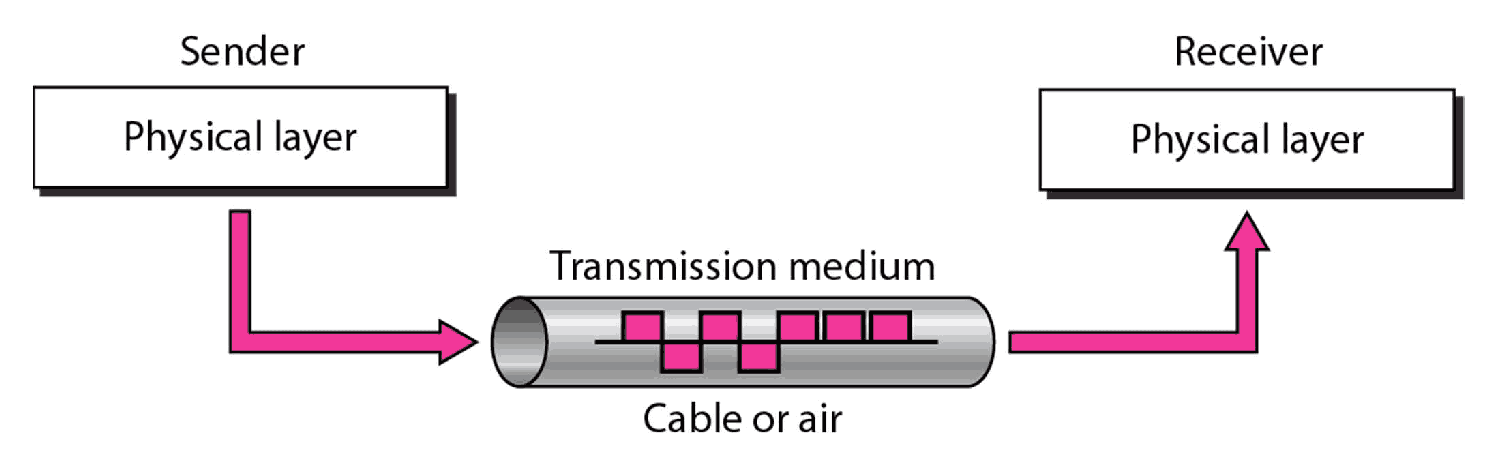 Sender
Receiver
Physical layer
Physical layer
Transmission medium
Cable or air